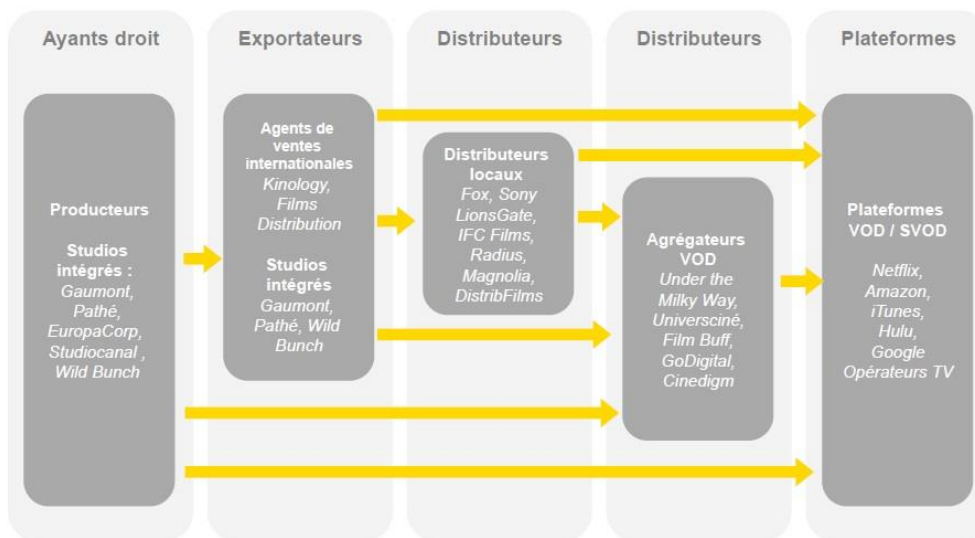 Ayants droit
Exportateurs
Distributeurs
Distributeurs
Plateformes
Producteurs
Studios
intégrés :
Gaumont,
Pathé,
EuropaCorp,
Studiocanal ,
Wild Bunch
Agents de
ventes
internationales
Kinology,
Films
Distribution
Studios
intégrés
Gaumont,
Pathé, Wild
Bunch
Distributeurs
locaux
Fox, Sony
LionsGate,
IFC Films,
Radius,
Magnolia,
DistribFilms
Agrégateurs
VOD
Under the
Milky Way,
Universciné,
Film Buff,
GoDigital,
Cinedigm
Plateformes
VOD / SVOD
Netflix,
Amazon,
iTunes,
Hulu,
Google
Opérateurs TV